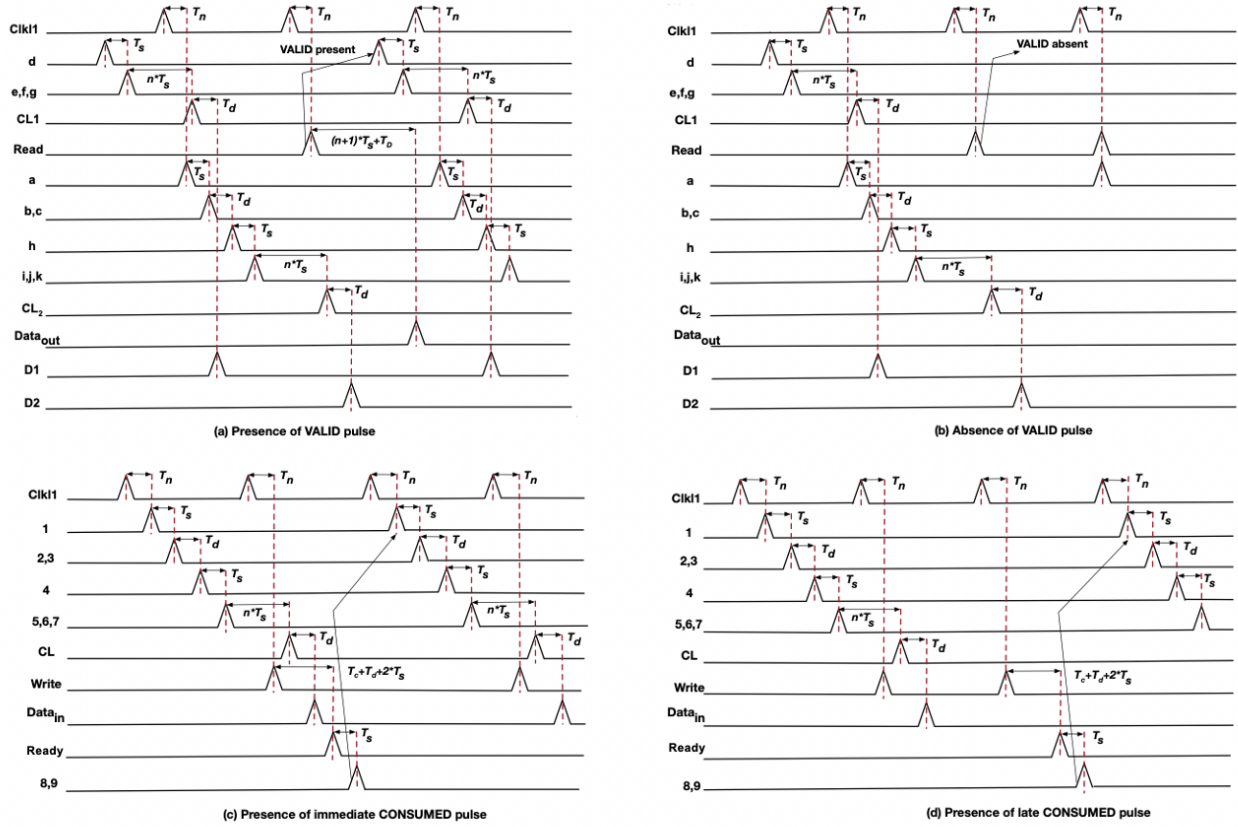 Clkl1
T_n
T_n
T_n
d
T_s
VALID present
T_s
e,f,g
n*T_s
n*T_s
CL1
T_d
T_d
Read
(n+1)*T_s+T_D
a
T_s
T_s
b,c
T_d
T_d
h
T_s
T_s
i,j,k
n*T_s
CL_2
T_d
Data_out
D1
D2
(a) Presence of VALID pulse
Clkl1
T_n
T_n
T_n
d
T_s
VALID absent
e,f,g
n*T_s
CL1
T_d
Read
a
T_s
b,c
T_d
h
T_s
i,j,k
n*T_s
CL_2
T_d
Data_out
D1
D2
(b) Absence of VALID pulse
Clkl1
T_n
T_n
T_n
T_n
1
T_s
T_s
2,3
T_d
T_d
4
T_s
T_s
5,6,7
n*T_s
n*T_s
CL
T_d
T_d
Write
T_c+T_d+2*T_s
Data_in
Ready
T_s
8,9
(c) Presence of immediate CONSUMED pulse
Clkl1
T_n
T_n
T_n
T_n
1
T_s
T_s
2,3
T_d
T_d
4
T_s
T_s
5,6,7
n*T_s
CL
T_d
Write
T_c+T_d+2*T_s
Data_in
Ready
T_s
8,9
(d) Presence of late CONSUMED pulse